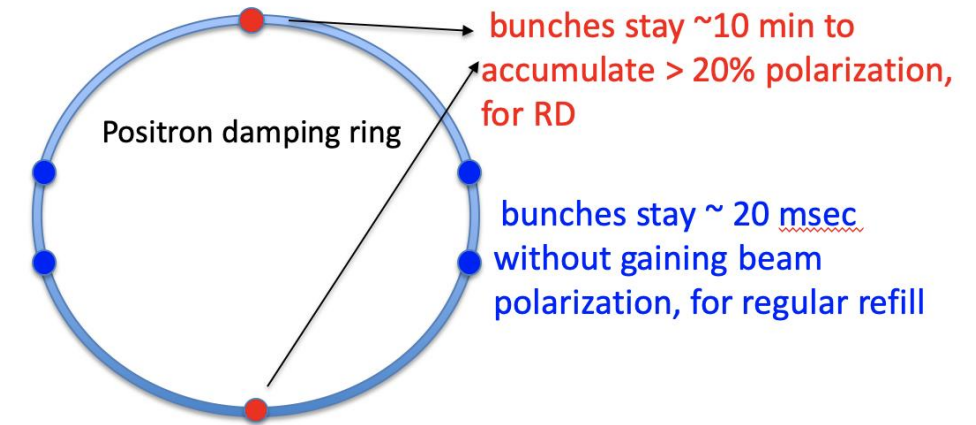 bunches stay ~10 min to
accumulate > 20% polarization,
for RD
Positron damping ring
bunches stay ~ 20 msec
without gaining beam
polarization, for regular refill